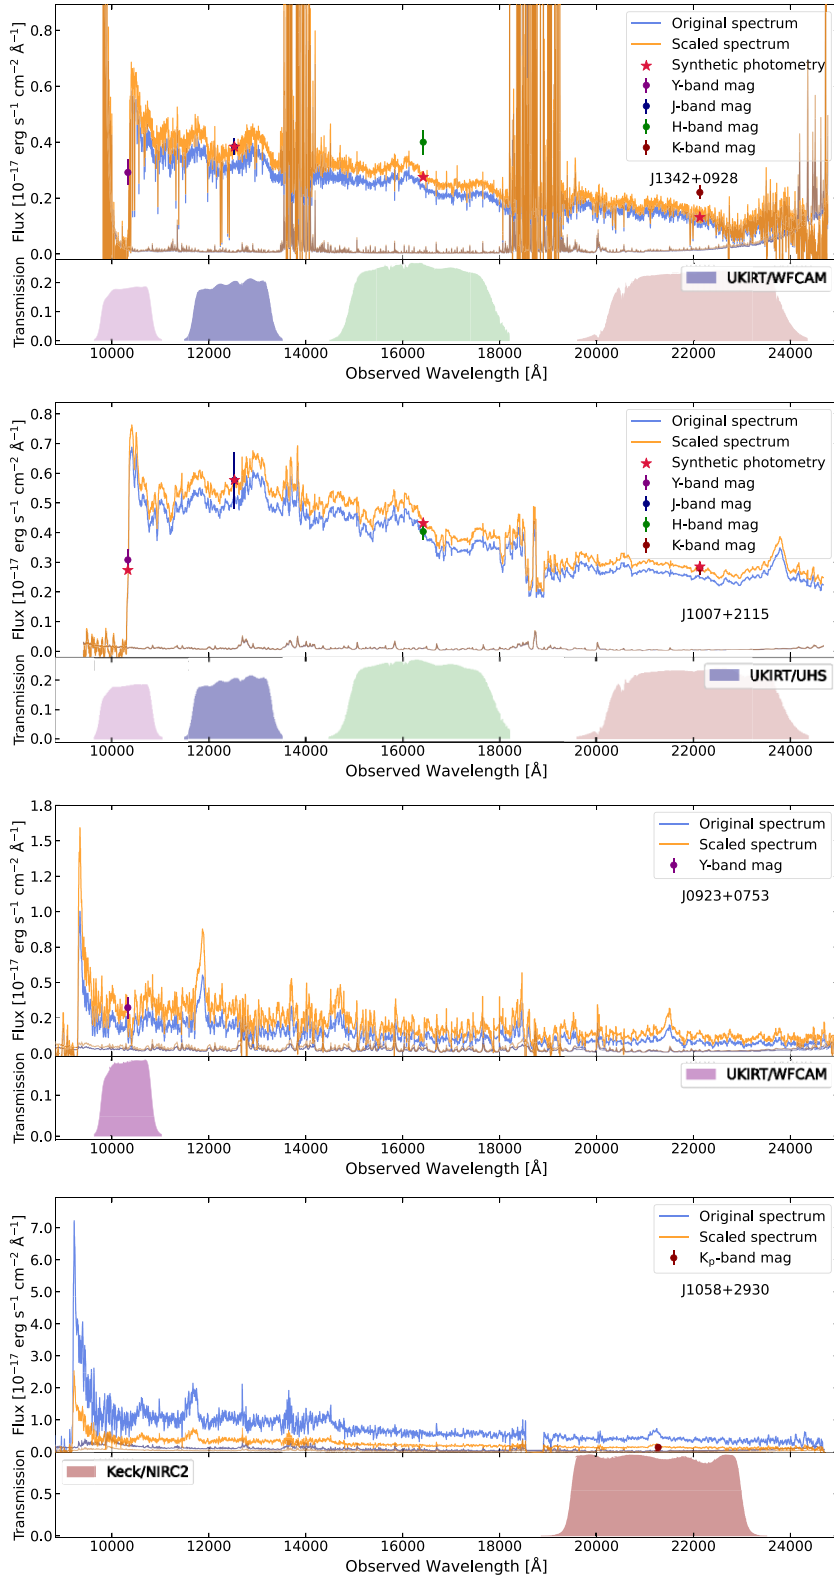 Flux [10⁻¹⁷ erg s⁻¹ cm⁻² Å⁻¹]
0.8
0.6
0.4
0.2
0.0
Original spectrum
Scaled spectrum
Synthetic photometry
Y-band mag
J-band mag
H-band mag
K-band mag
J1342+0928
Transmission
0.2
0.1
0.0
UKIRT/WFCAM
10000 12000 14000 16000 18000 20000 22000 24000
Observed Wavelength [Å]
Flux [10⁻¹⁷ erg s⁻¹ cm⁻² Å⁻¹]
0.8
0.7
0.6
0.5
0.4
0.3
0.2
0.1
0.0
Original spectrum
Scaled spectrum
Synthetic photometry
Y-band mag
J-band mag
H-band mag
K-band mag
J1007+2115
Transmission
0.2
0.1
0.0
UKIRT/UHS
10000 12000 14000 16000 18000 20000 22000 24000
Observed Wavelength [Å]
Flux [10⁻¹⁷ erg s⁻¹ cm⁻² Å⁻¹]
1.8
1.5
1.2
1.0
0.8
0.5
0.2
0.0
Original spectrum
Scaled spectrum
Y-band mag
J0923+0753
Transmission
0.1
0.0
UKIRT/WFCAM
10000 12000 14000 16000 18000 20000 22000 24000
Observed Wavelength [Å]
Flux [10⁻¹⁷ erg s⁻¹ cm⁻² Å⁻¹]
7.0
6.0
5.0
4.0
3.0
2.0
1.0
0.0
Original spectrum
Scaled spectrum
Kₚ-band mag
J1058+2930
Transmission
0.5
0.0
Keck/NIRC2
10000 12000 14000 16000 18000 20000 22000 24000
Observed Wavelength [Å]